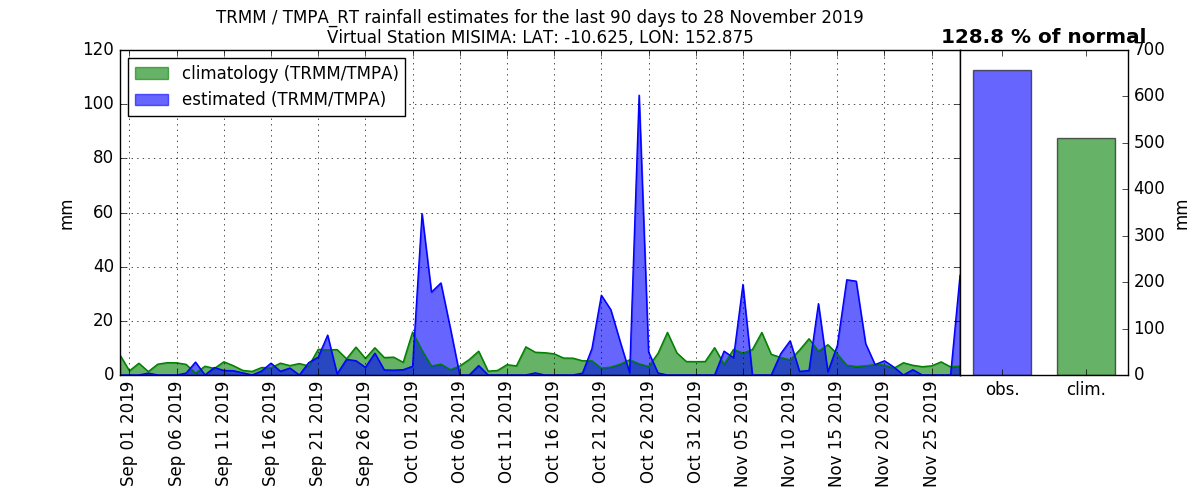 TRMM / TMPA_RT rainfall estimates for the last 90 days to 28 November 2019
Virtual Station MISIMA: LAT: -10.625, LON: 152.875
128.8 % of normal
climatology (TRMM/TMPA)
estimated (TRMM/TMPA)
120
100
80
60
40
20
0
mm
Sep 01 2019
Sep 06 2019
Sep 11 2019
Sep 16 2019
Sep 21 2019
Sep 26 2019
Oct 01 2019
Oct 06 2019
Oct 11 2019
Oct 16 2019
Oct 21 2019
Oct 26 2019
Oct 31 2019
Nov 05 2019
Nov 10 2019
Nov 15 2019
Nov 20 2019
Nov 25 2019
obs.
clim.
700
600
500
400
300
200
100
0
mm